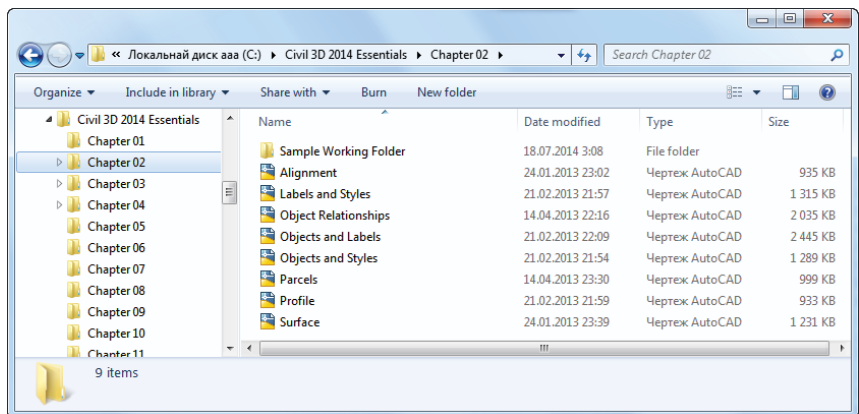 « Локальнай диск ааа (C:) ▸ Civil 3D 2014 Essentials ▸ Chapter 02 ▸
Search Chapter 02
Organize ▾ Include in library ▾ Share with ▾ Burn New folder
Civil 3D 2014 Essentials
Chapter 01
Chapter 02
Chapter 03
Chapter 04
Chapter 05
Chapter 06
Chapter 07
Chapter 08
Chapter 09
Chapter 10
Chapter 11
Name Date modified Type Size
Sample Working Folder 18.07.2014 3:08 File folder
Alignment 24.01.2013 23:02 Чертеж AutoCAD 935 KB
Labels and Styles 21.02.2013 21:57 Чертеж AutoCAD 1 315 KB
Object Relationships 14.04.2013 22:16 Чертеж AutoCAD 2 035 KB
Objects and Labels 21.02.2013 22:09 Чертеж AutoCAD 2 445 KB
Objects and Styles 21.02.2013 21:54 Чертеж AutoCAD 1 289 KB
Parcels 14.04.2013 23:30 Чертеж AutoCAD 999 KB
Profile 21.02.2013 21:59 Чертеж AutoCAD 933 KB
Surface 24.01.2013 23:39 Чертеж AutoCAD 1 231 KB
9 items